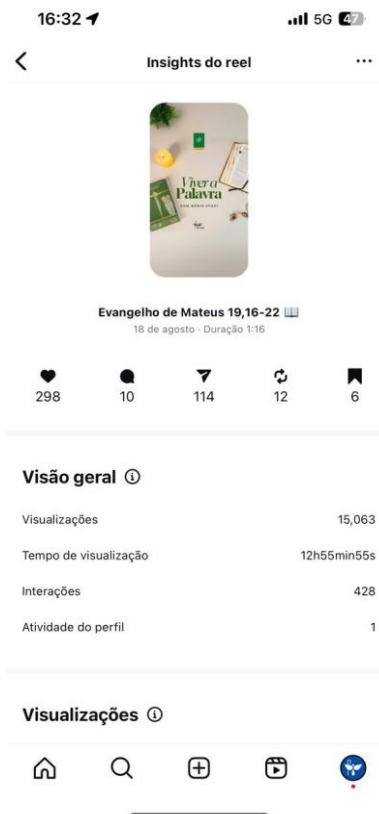 16:32
5G 47
Insights do reel
Viver a
Palavra
Evangelho de Mateus 19,16-22
18 de agosto · Duração 1:16
298 10 114 12 6
Visão geral
Visualizações 15,063
Tempo de visualização 12h55min55s
Interações 428
Atividade do perfil 1
Visualizações